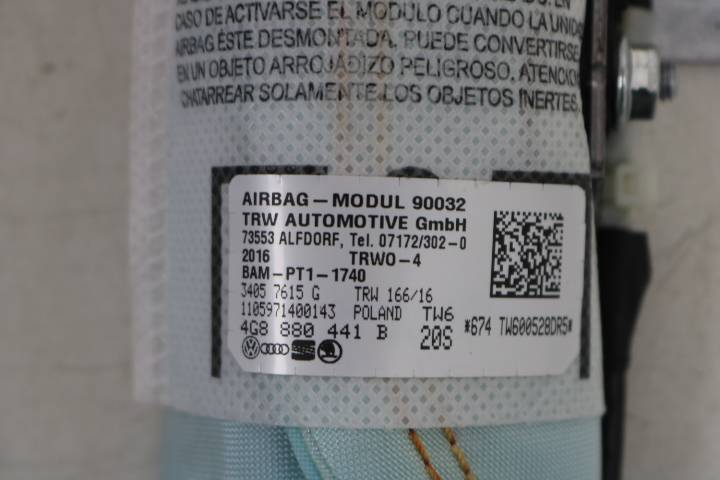 CASO DE ACTIVARSE EL MODULO CUANDO LA UNIDAD
AIRBAG ÉSTE DESMONTADA, PUEDE CONVERTIRSE
EN UN OBJETO ARROJADIZO PELIGROSO. ATENCION
CHATARREAR SOLAMENTE LOS OBJETOS INERTES.
AIRBAG - MODUL 90032
TRW AUTOMOTIVE GmbH
73553 ALFDORF, Tel. 07172/302-0
2016 TRWO-4
BAM-PT1-1740
3405 7615 G TRW 166/16
1105971400143 POLAND TW6
4G8 880 441 B 20S *674 TW600528DR5*